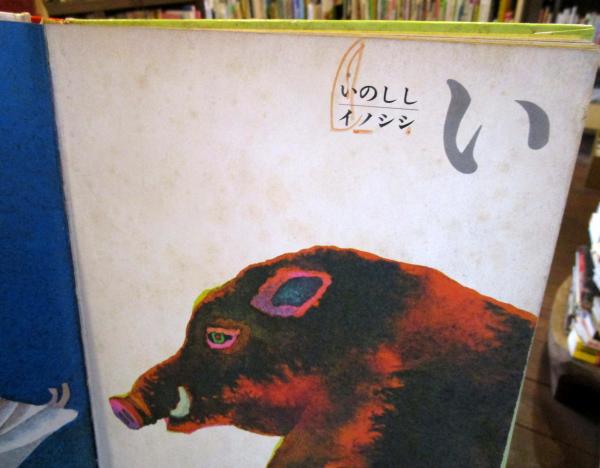 い
いのしし
イノシシ